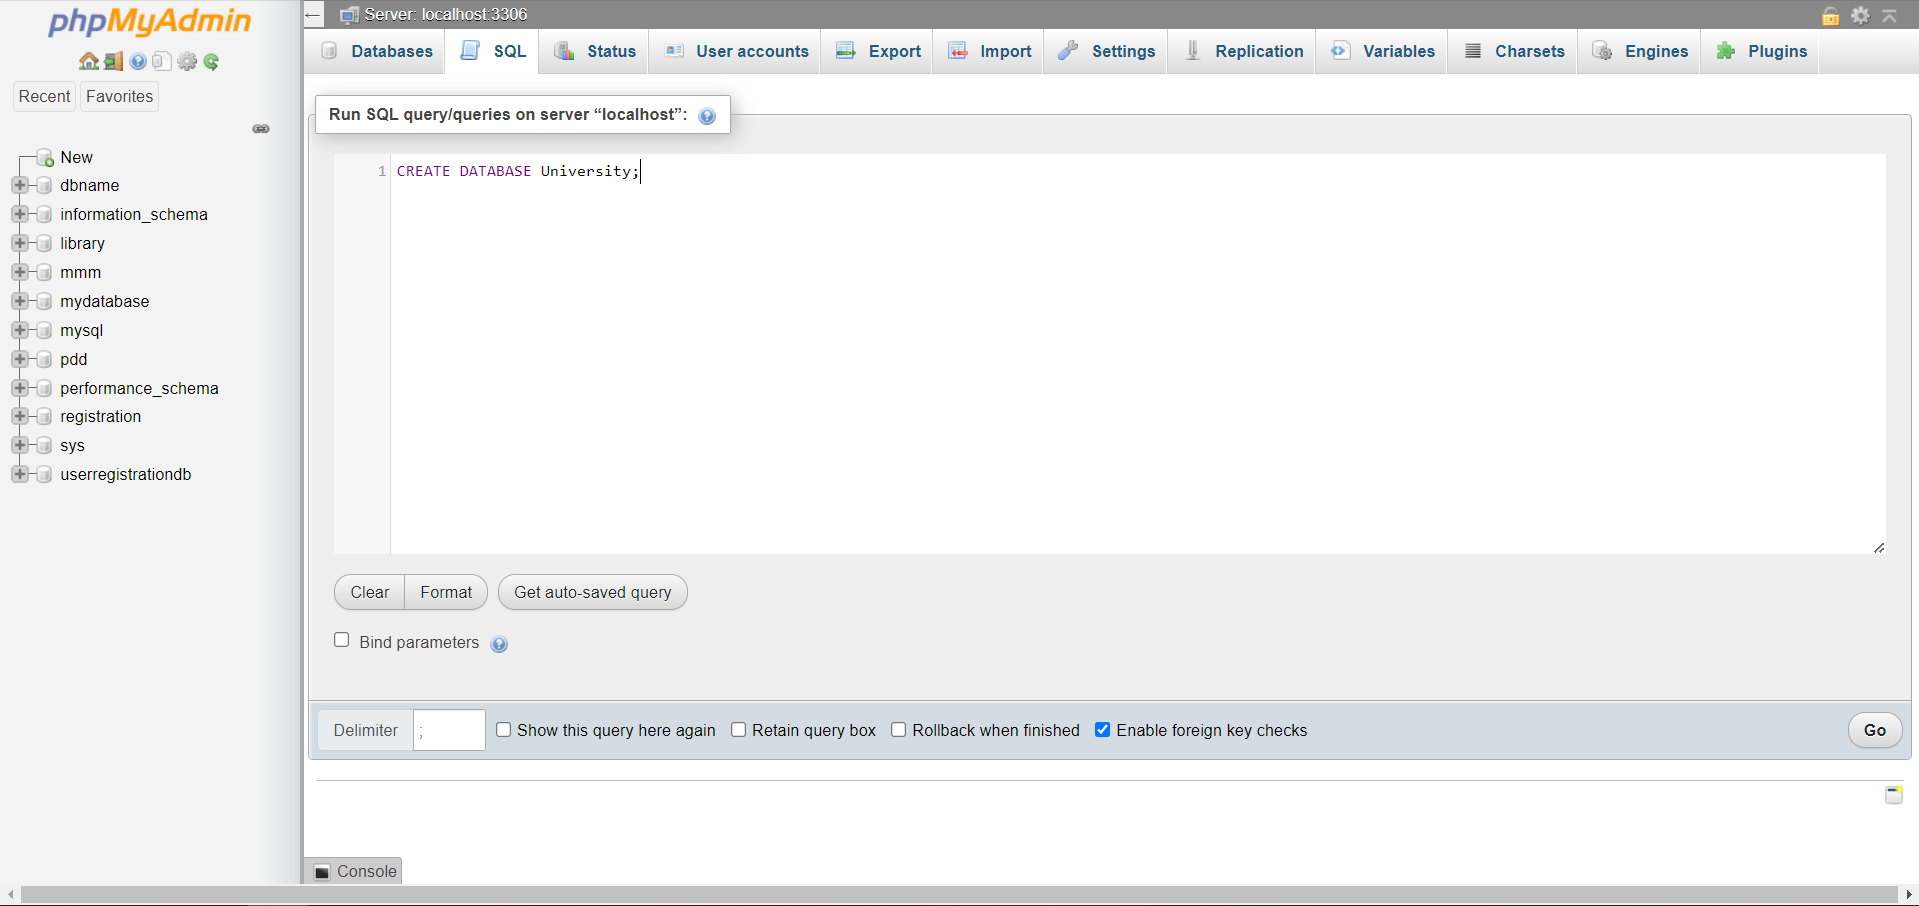 phpMyAdmin
Recent Favorites
New
dbname
information_schema
library
mmm
mydatabase
mysql
pdd
performance_schema
registration
sys
userregistrationdb
Server: localhost:3306
Databases SQL Status User accounts Export Import Settings Replication Variables Charsets Engines Plugins
Run SQL query/queries on server “localhost”:
1 CREATE DATABASE University;
Clear Format Get auto-saved query
Bind parameters
Delimiter ; Show this query here again Retain query box Rollback when finished Enable foreign key checks Go
Console